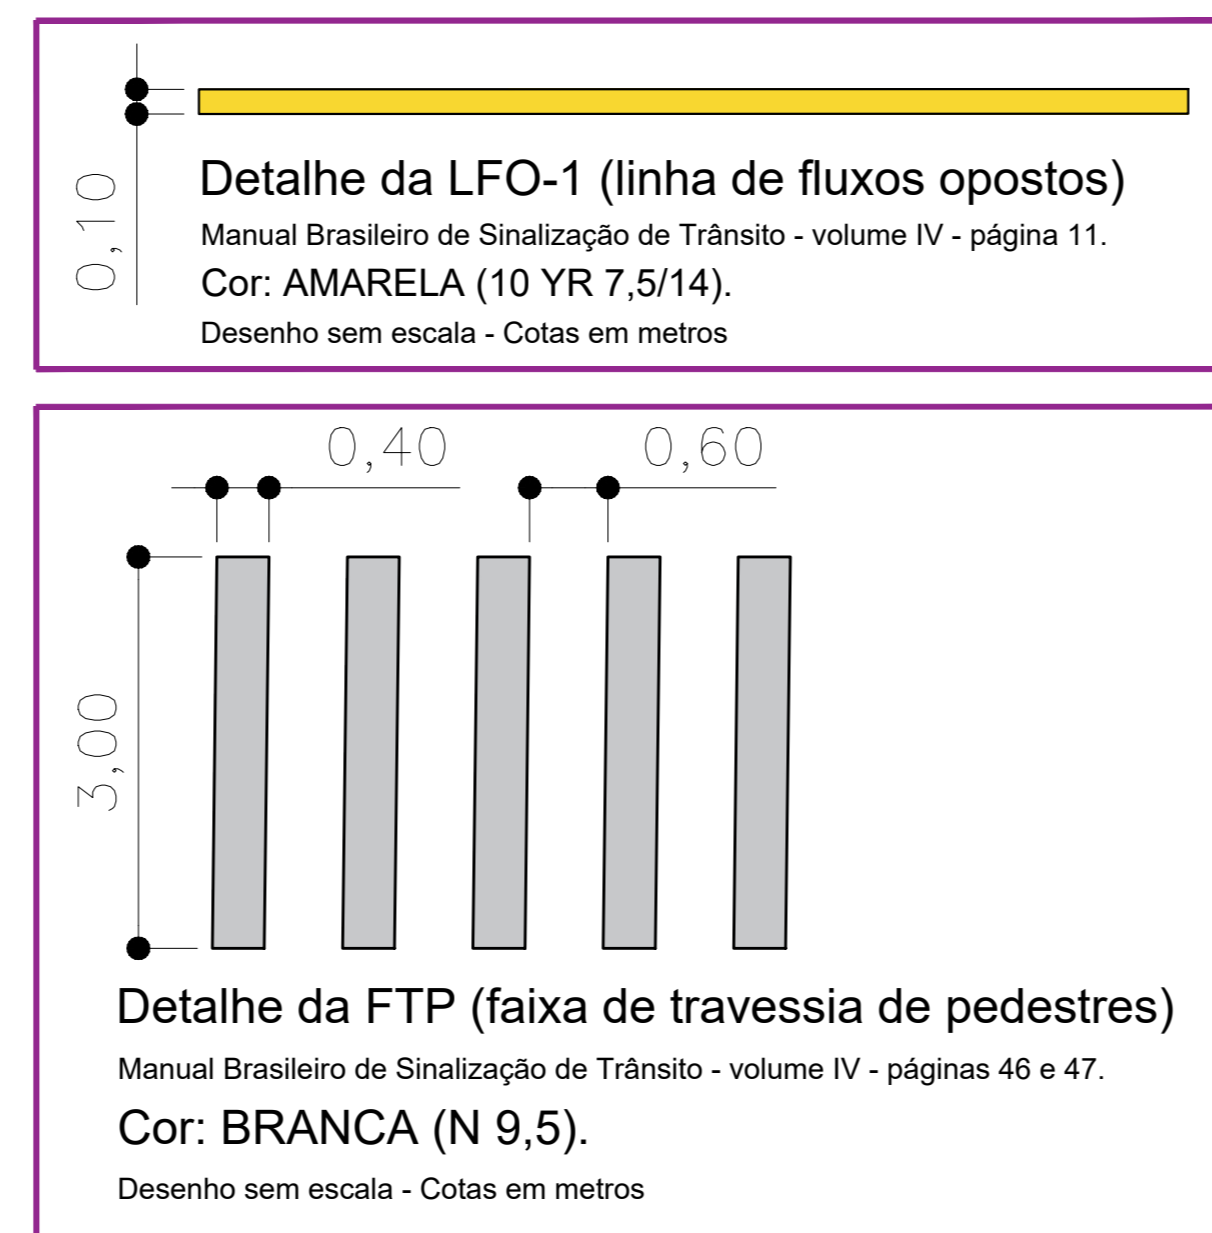 0,10
Detalhe da LFO-1 (linha de fluxos opostos)
Manual Brasileiro de Sinalização de Trânsito - volume IV - página 11.
Cor: AMARELA (10 YR 7,5/14).
Desenho sem escala - Cotas em metros
0,40
0,60
3,00
Detalhe da FTP (faixa de travessia de pedestres)
Manual Brasileiro de Sinalização de Trânsito - volume IV - páginas 46 e 47.
Cor: BRANCA (N 9,5).
Desenho sem escala - Cotas em metros